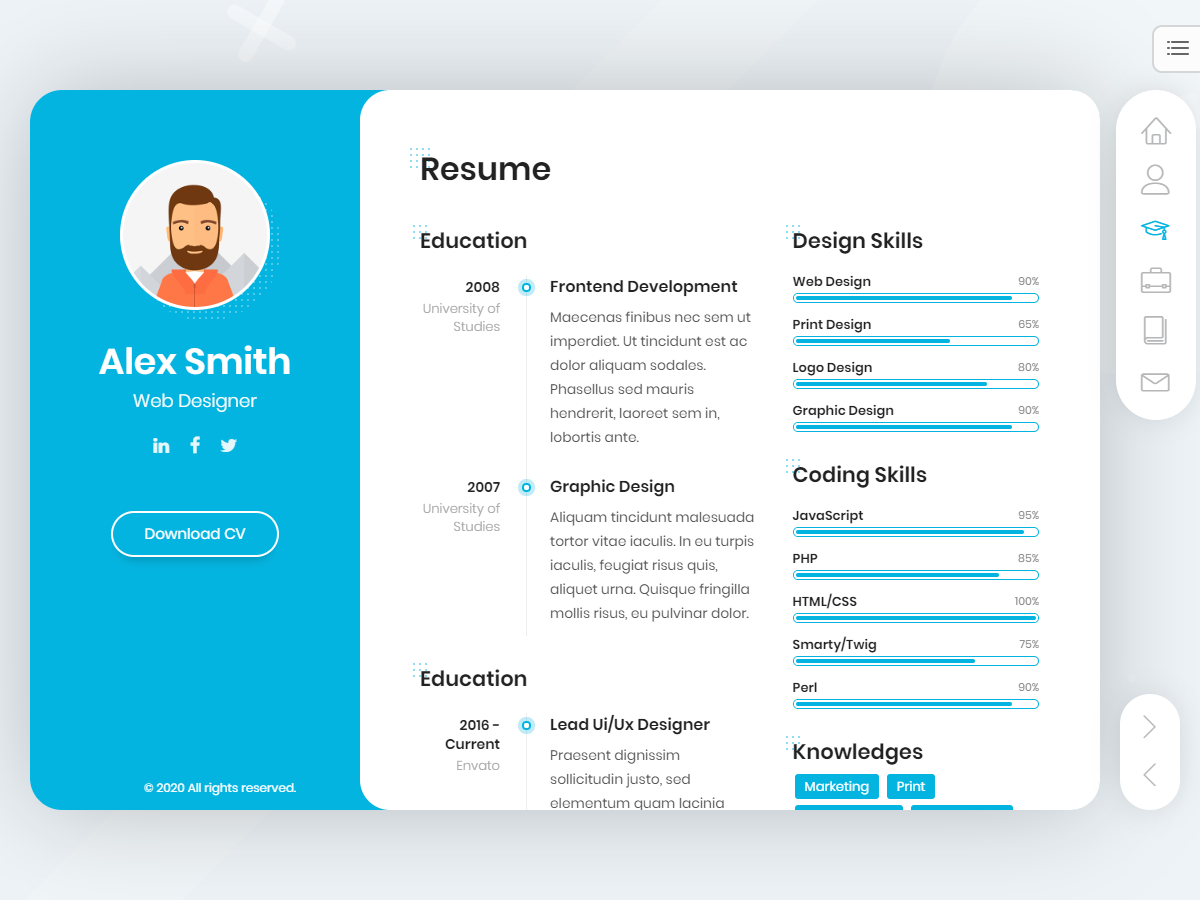 Alex Smith
Web Designer
Download CV
© 2020 All rights reserved.
Resume
Education
2008
University of
Studies
Frontend Development
Maecenas finibus nec sem ut
imperdiet. Ut tincidunt est ac
dolor aliquam sodales.
Phasellus sed mauris
hendrerit, laoreet sem in,
lobortis ante.
2007
University of
Studies
Graphic Design
Aliquam tincidunt malesuada
tortor vitae iaculis. In eu turpis
iaculis, feugiat risus quis,
aliquet urna. Quisque fringilla
mollis risus, eu pulvinar dolor.
Education
2016 -
Current
Envato
Lead Ui/Ux Designer
Praesent dignissim
sollicitudin justo, sed
elementum quam lacinia
Design Skills
Web Design 90%
Print Design 65%
Logo Design 80%
Graphic Design 90%
Coding Skills
JavaScript 95%
PHP 85%
HTML/CSS 100%
Smarty/Twig 75%
Perl 90%
Knowledges
Marketing Print